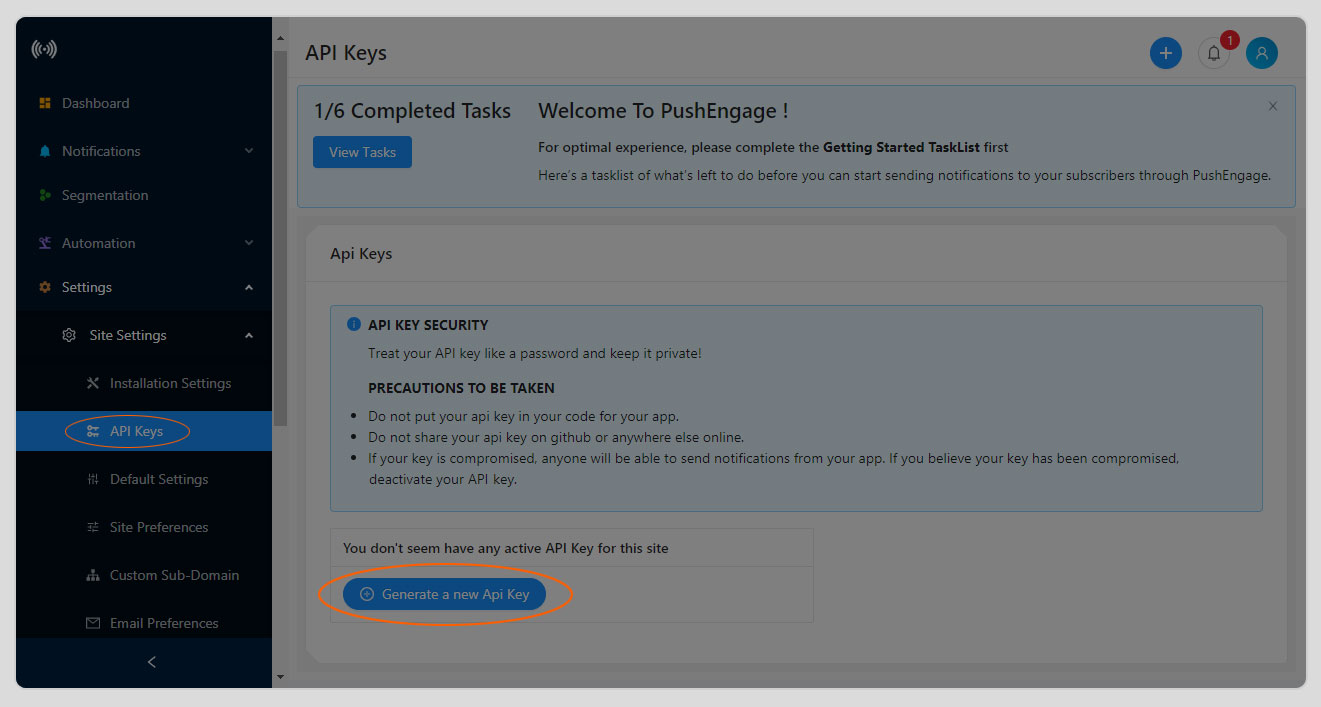 API Keys
1
Dashboard
Notifications
Segmentation
Automation
Settings
Site Settings
Installation Settings
API Keys
Default Settings
Site Preferences
Custom Sub-Domain
Email Preferences
1/6 Completed Tasks
View Tasks
Welcome To PushEngage !
For optimal experience, please complete the Getting Started TaskList first
Here's a tasklist of what's left to do before you can start sending notifications to your subscribers through PushEngage.
Api Keys
API KEY SECURITY
Treat your API key like a password and keep it private!
PRECAUTIONS TO BE TAKEN
Do not put your api key in your code for your app.
Do not share your api key on github or anywhere else online.
If your key is compromised, anyone will be able to send notifications from your app. If you believe your key has been compromised,
deactivate your API key.
You don't seem have any active API Key for this site
Generate a new Api Key